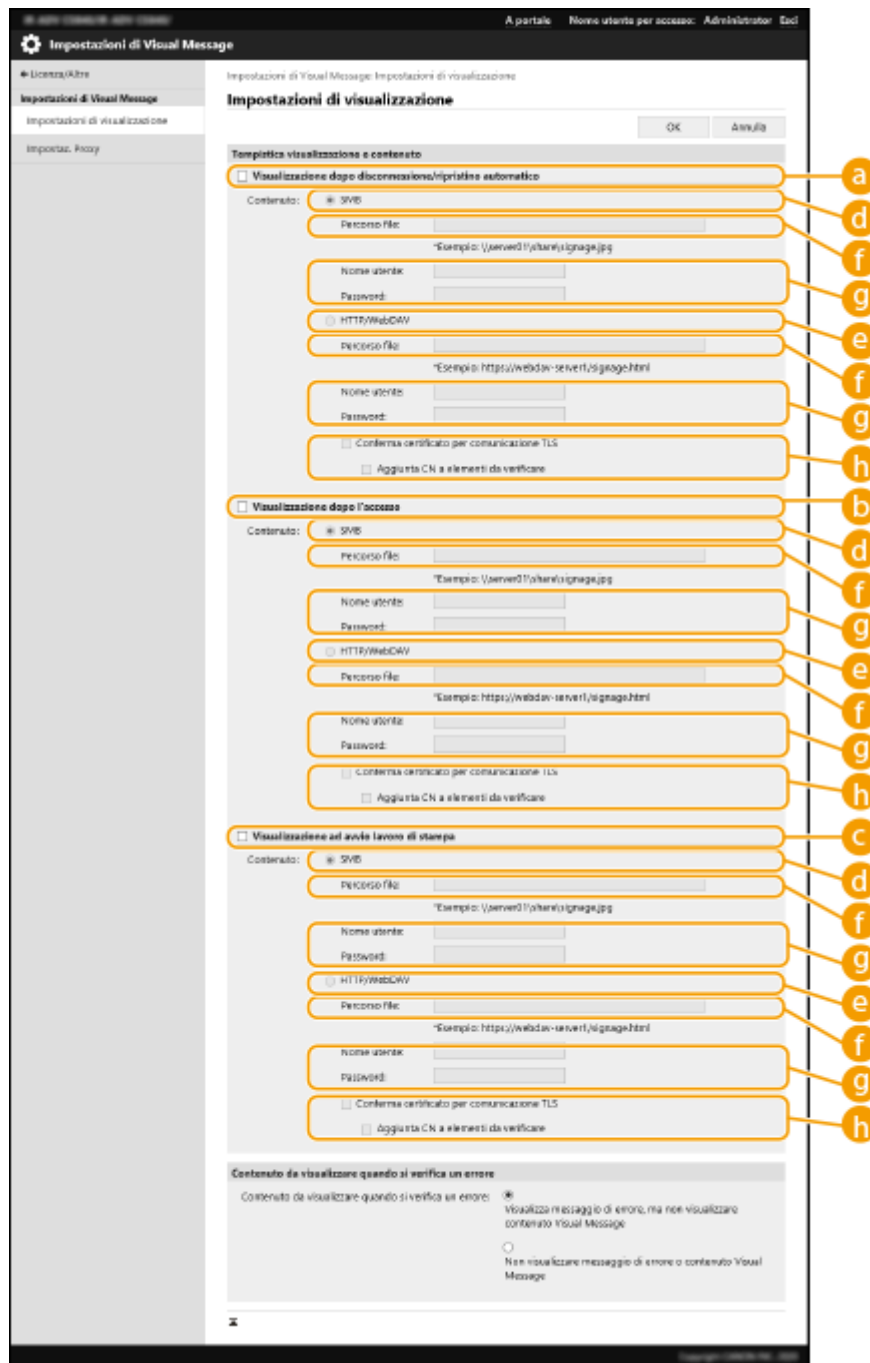 A portale Nome utente per accesso: Administrator Esci
Impostazioni di Visual Message
Licenza/Altro
Impostazioni di Visual Message
Impostazioni di visualizzazione
Impostaz. Proxy
Impostazioni di Visual Message: Impostazioni di visualizzazione
Impostazioni di visualizzazione
OK Annulla
Tempistica visualizzazione e contenuto
Visualizzazione dopo disconnessione/ripristino automatico a
Contenuto: SMB d
Percorso file: f
*Esempio: \\server01\share\signage.jpg
Nome utente:
Password: g
HTTP/WebDAV e
Percorso file: f
*Esempio: https://webdav-server1/signage.html
Nome utente:
Password: g
Conferma certificato per comunicazione TLS
Aggiunta CN a elementi da verificare h
Visualizzazione dopo l'accesso b
Contenuto: SMB d
Percorso file: f
*Esempio: \\server01\share\signage.jpg
Nome utente:
Password: g
HTTP/WebDAV e
Percorso file: f
*Esempio: https://webdav-server1/signage.html
Nome utente:
Password: g
Conferma certificato per comunicazione TLS
Aggiunta CN a elementi da verificare h
Visualizzazione ad avvio lavoro di stampa c
Contenuto: SMB d
Percorso file: f
*Esempio: \\server01\share\signage.jpg
Nome utente:
Password: g
HTTP/WebDAV e
Percorso file: f
*Esempio: https://webdav-server1/signage.html
Nome utente:
Password: g
Conferma certificato per comunicazione TLS
Aggiunta CN a elementi da verificare h
Contenuto da visualizzare quando si verifica un errore
Contenuto da visualizzare quando si verifica un errore:
Visualizza messaggio di errore, ma non visualizzare
contenuto Visual Message
Non visualizzare messaggio di errore o contenuto Visual
Message